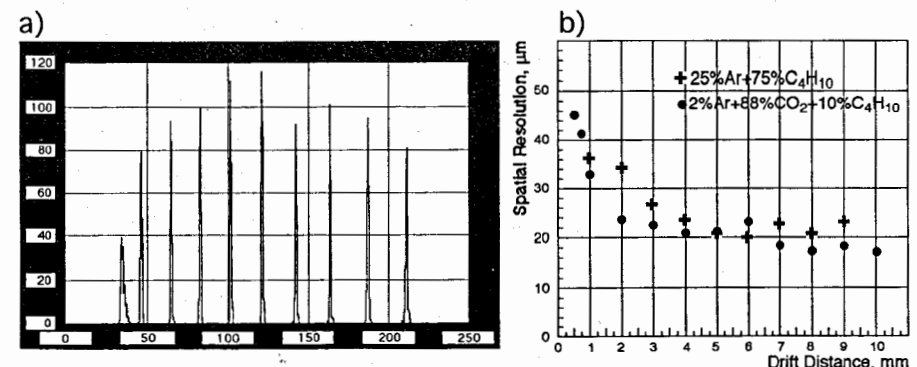 a)
120
100
80
60
40
20
0
0 50 100 150 200 250
b)
Spatial Resolution, μm
50
40
30
20
10
0
25%Ar+75%C₄H₁₀
2%Ar+88%CO₂+10%C₄H₁₀
1 2 3 4 5 6 7 8 9 10
Drift Distance, mm